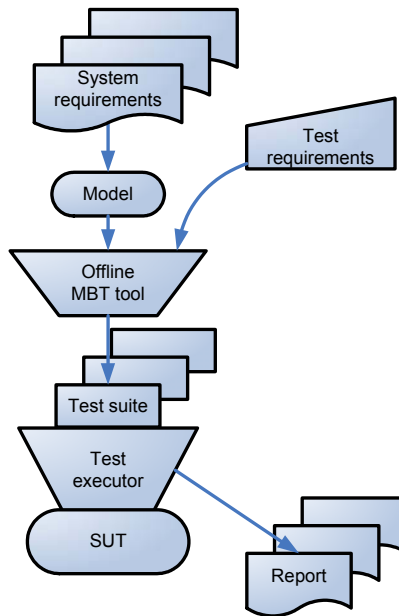 System
requirements
Test
requirements
Model
Offline
MBT tool
Test suite
Test
executor
SUT
Report